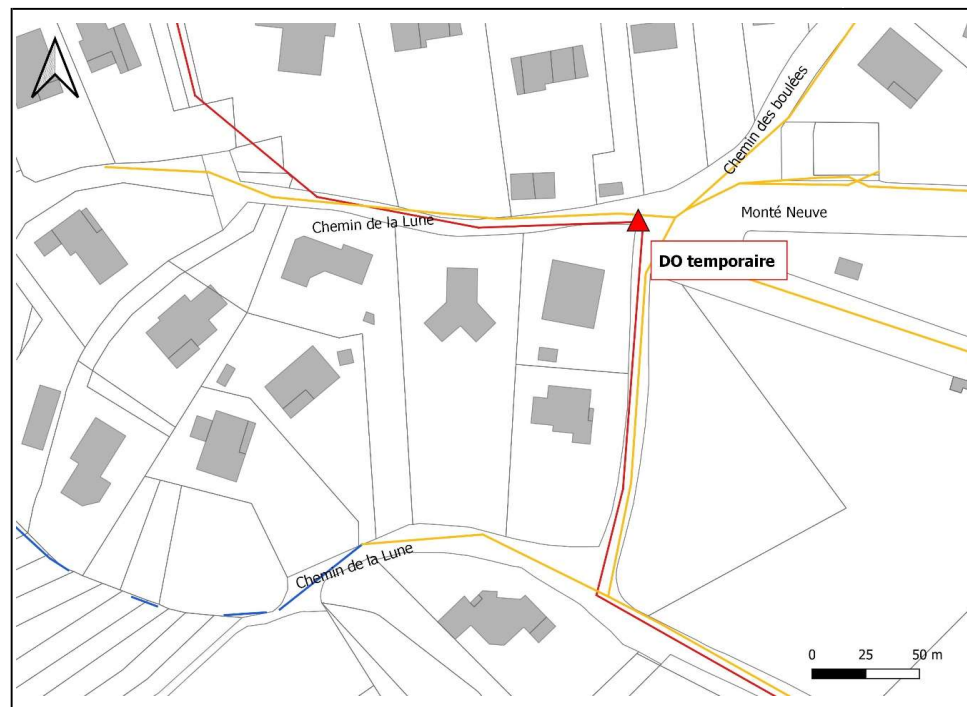 Chemin des boulées
Chemin de la Lune
Monté Neuve
DO temporaire
Chemin de la Lune
0 25 50 m